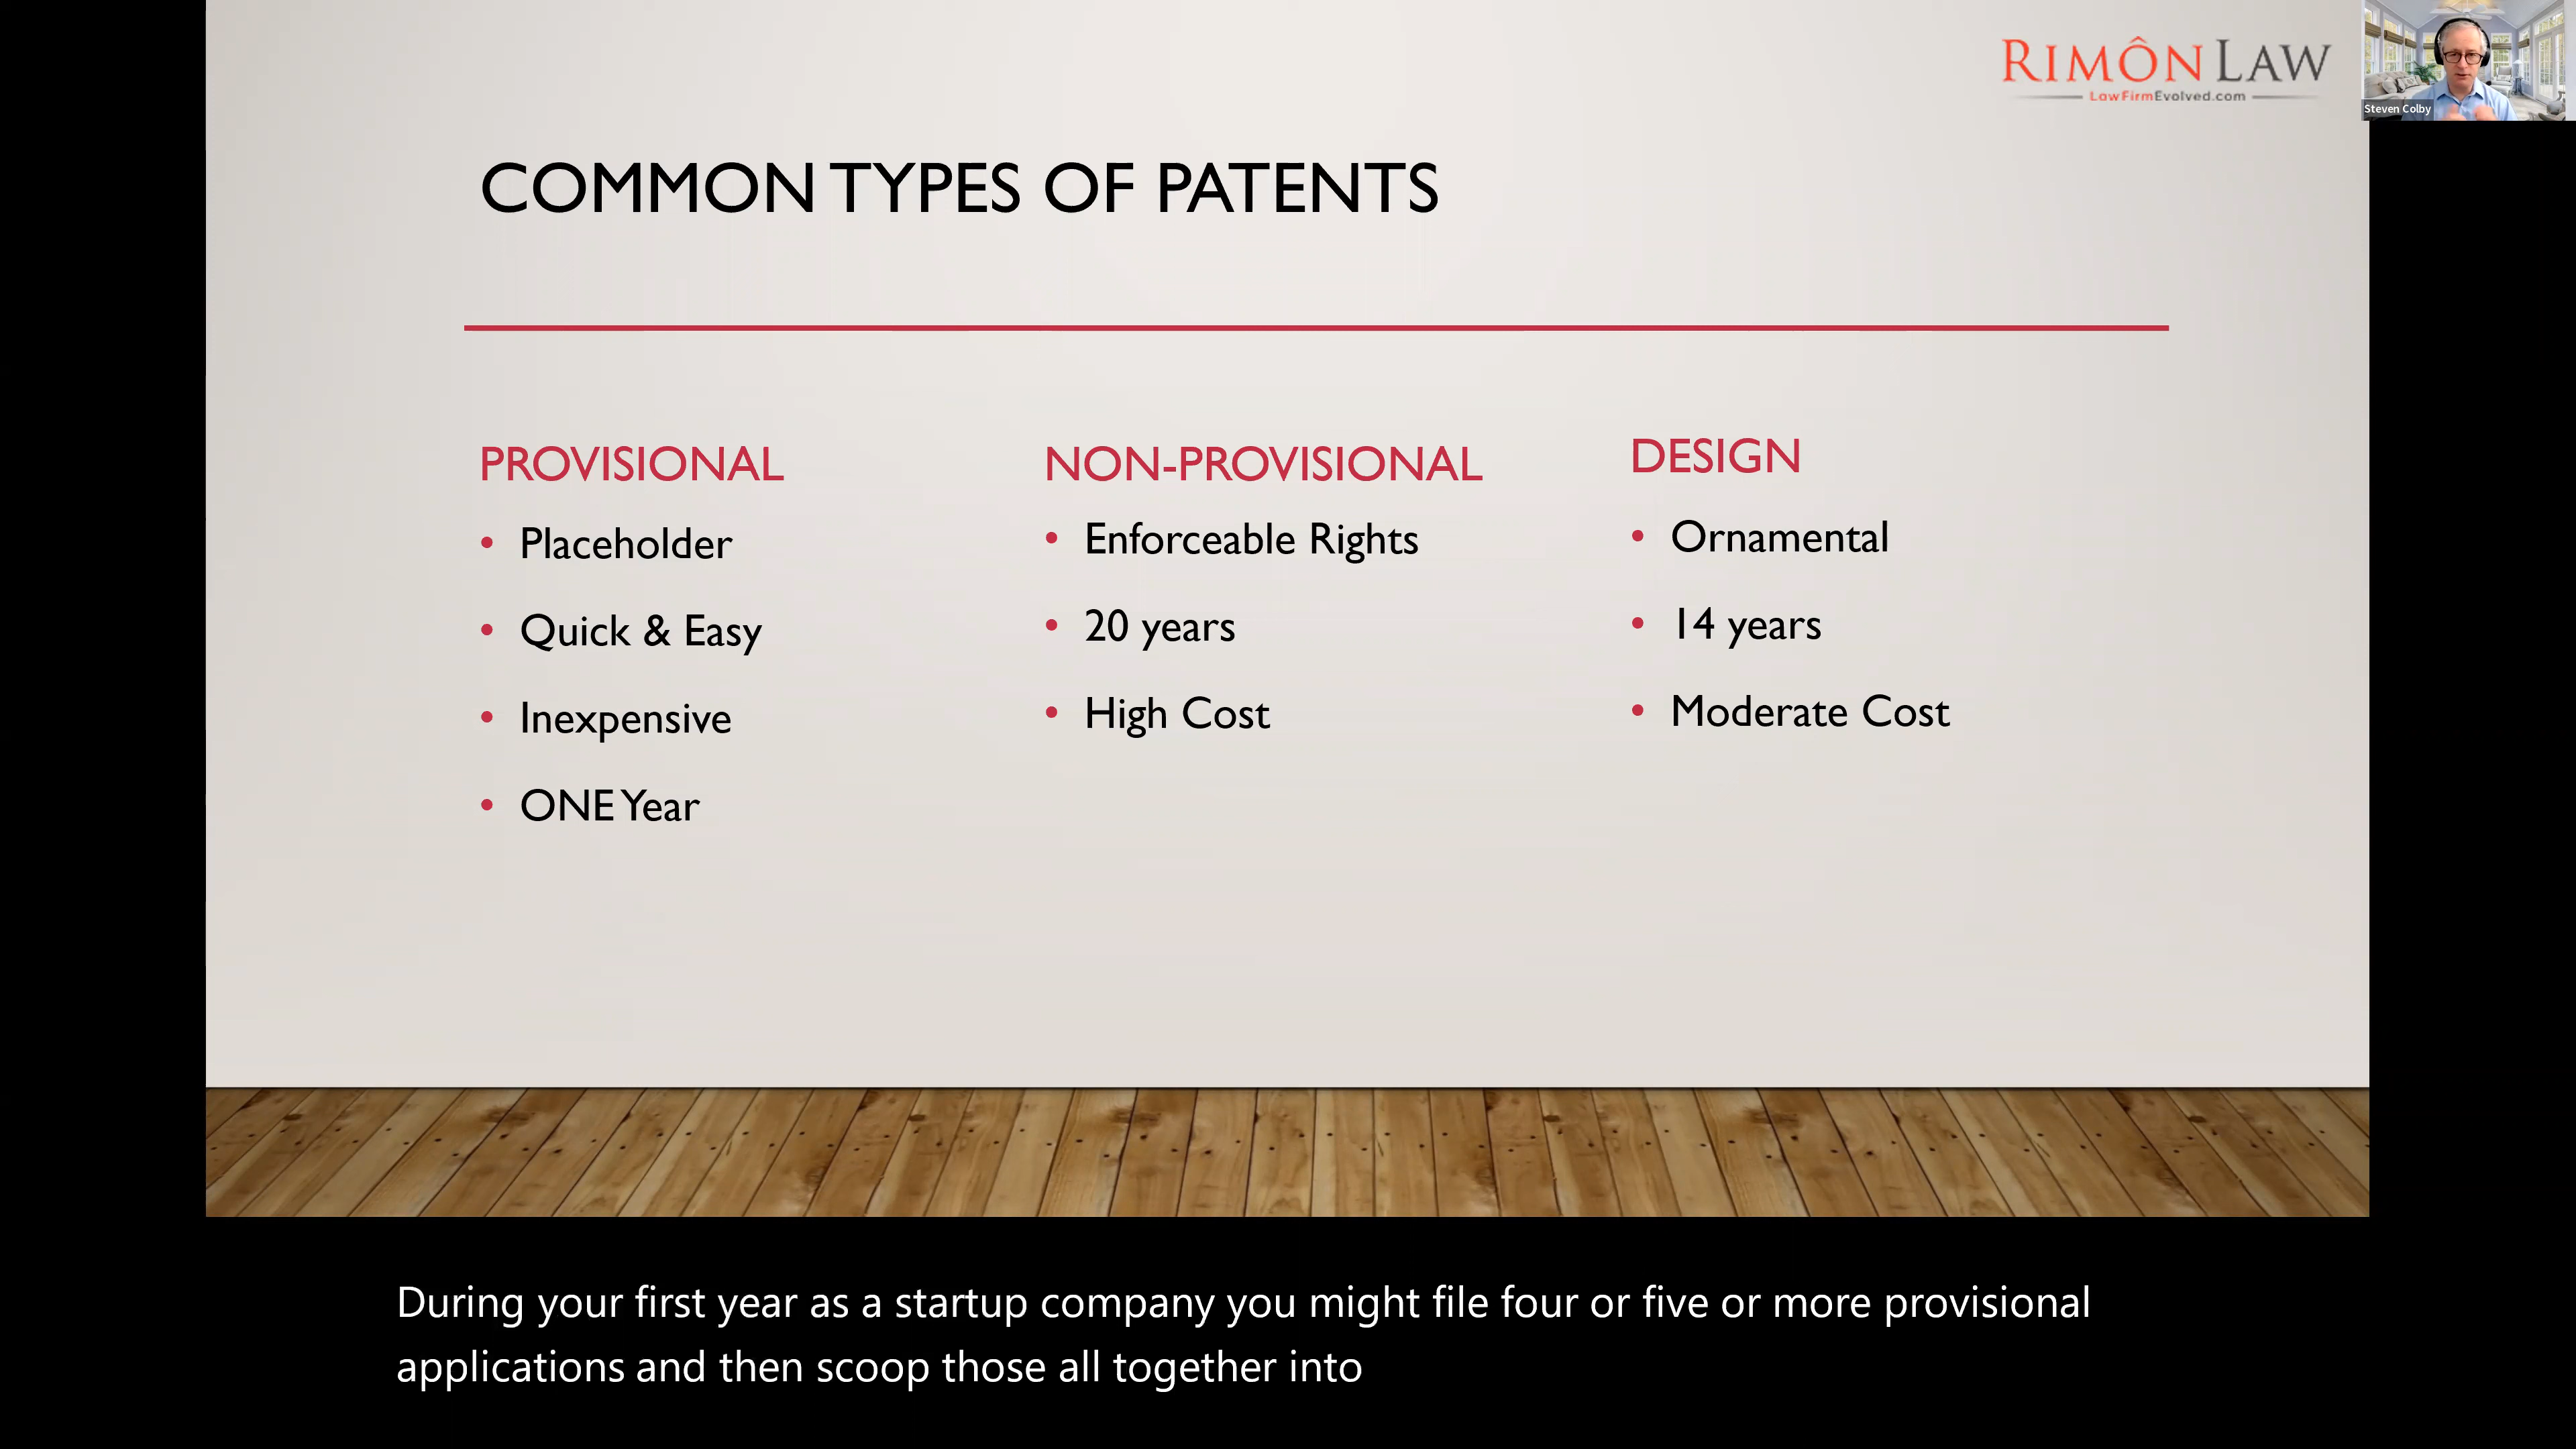 RIMÔN LAW
LawFirmEvolved.com
Steven Colby
COMMON TYPES OF PATENTS
PROVISIONAL
• Placeholder
• Quick & Easy
• Inexpensive
• ONE Year
NON-PROVISIONAL
• Enforceable Rights
• 20 years
• High Cost
DESIGN
• Ornamental
• 14 years
• Moderate Cost
During your first year as a startup company you might file four or five or more provisional
applications and then scoop those all together into